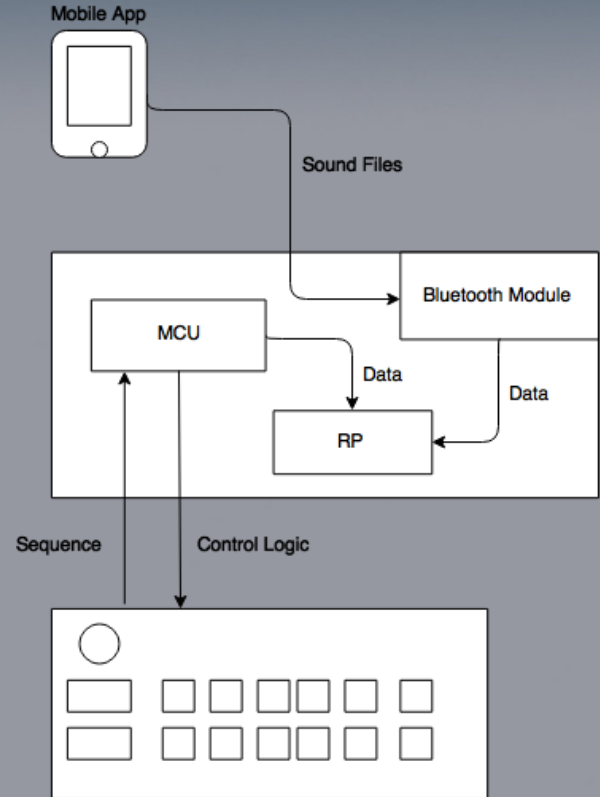 Mobile App
Sound Files
Bluetooth Module
MCU
Data
Data
RP
Sequence
Control Logic